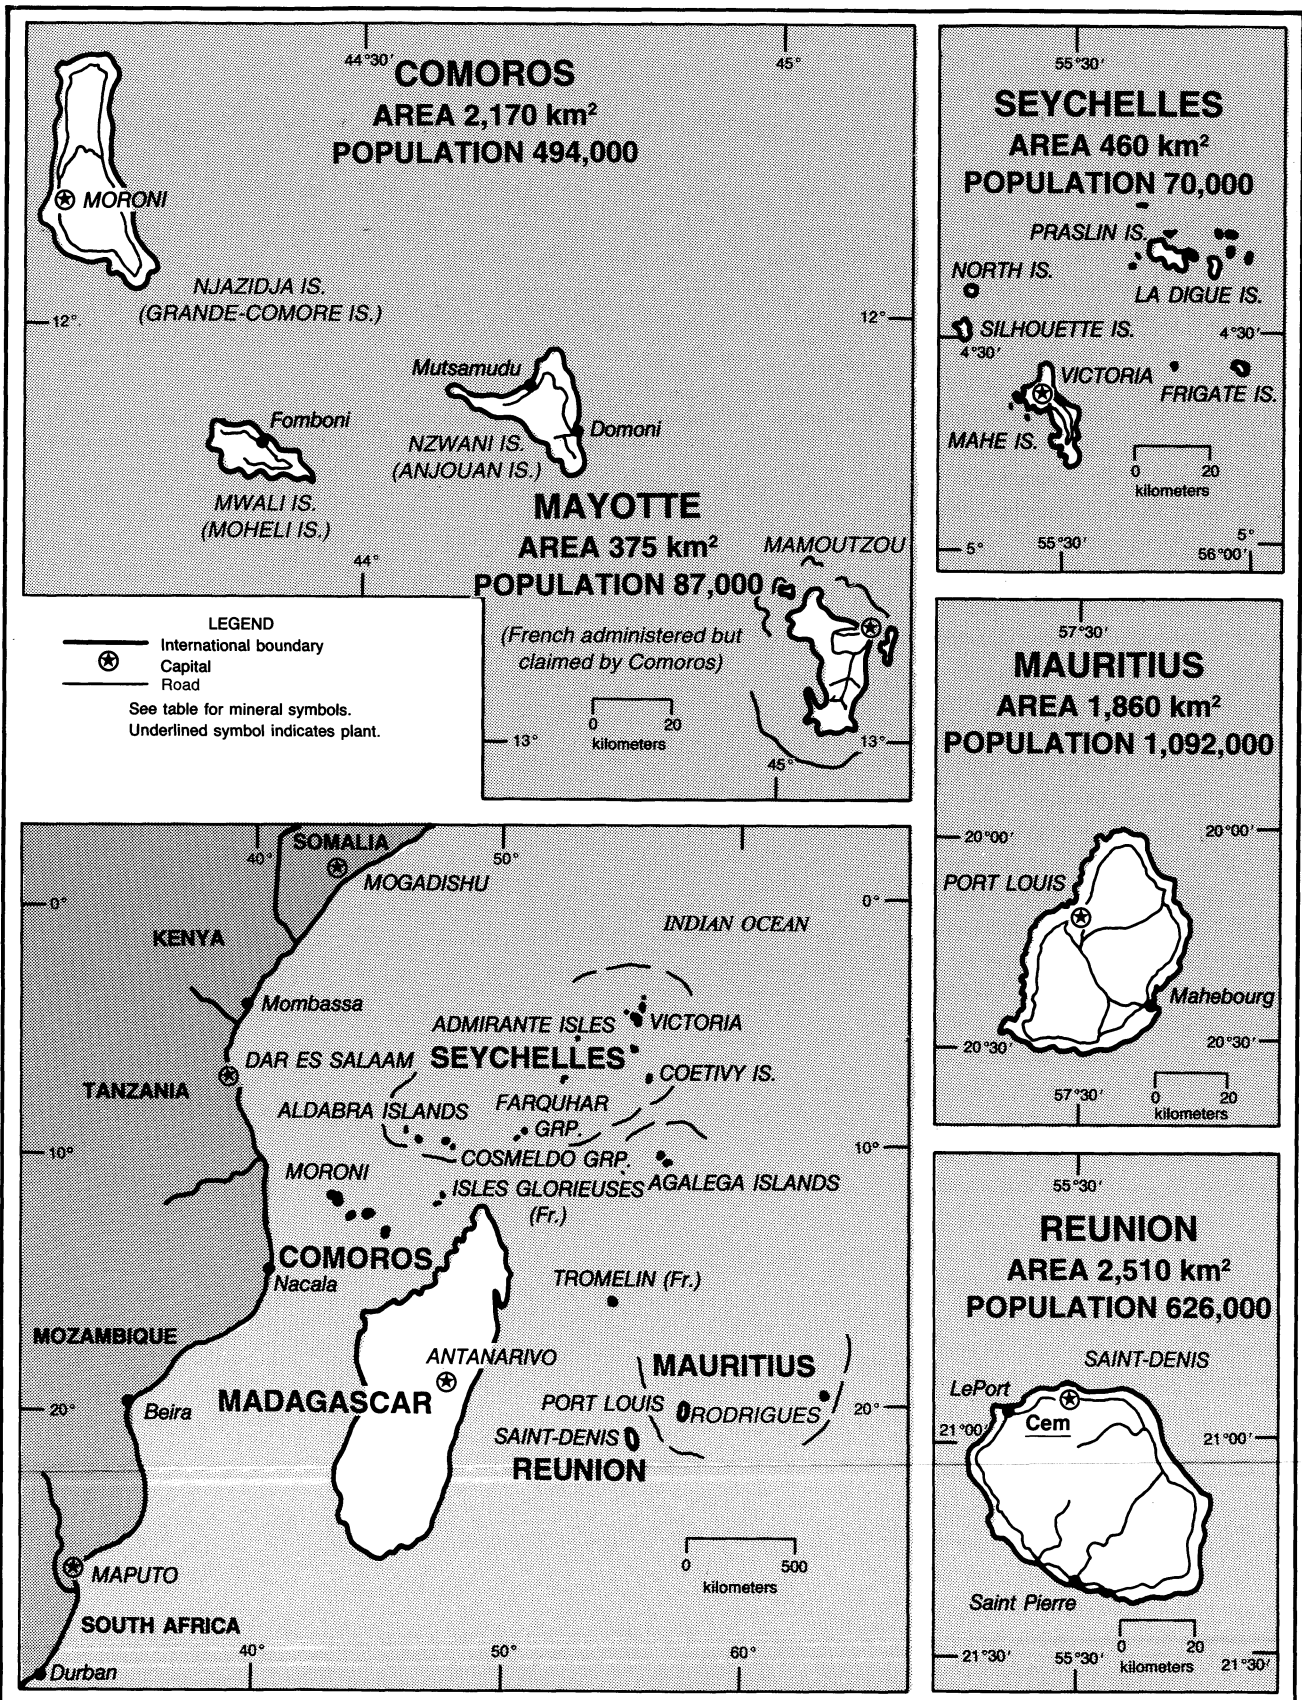 44°30′
45°
COMOROS
AREA 2,170 km²
POPULATION 494,000
MORONI
NJAZIDJA IS.
(GRANDE-COMORE IS.)
12°
12°
Mutsamudu
Fomboni
Domoni
NZWANI IS.
(ANJOUAN IS.)
MWALI IS.
(MOHELI IS.)
44°
MAYOTTE
AREA 375 km²
POPULATION 87,000
MAMOUTZOU
(French administered but
claimed by Comoros)
0 20
kilometers
13°
13°
45°
LEGEND
International boundary
Capital
Road
See table for mineral symbols.
Underlined symbol indicates plant.
55°30′
SEYCHELLES
AREA 460 km²
POPULATION 70,000
PRASLIN IS.
NORTH IS.
LA DIGUE IS.
SILHOUETTE IS.
4°30′
4°30′
VICTORIA
FRIGATE IS.
MAHE IS.
0 20
kilometers
5°
55°30′
5°
56°00′
57°30′
MAURITIUS
AREA 1,860 km²
POPULATION 1,092,000
20°00′
20°00′
PORT LOUIS
Mahebourg
20°30′
20°30′
57°30′
0 20
kilometers
55°30′
REUNION
AREA 2,510 km²
POPULATION 626,000
SAINT-DENIS
LePort
Cem
21°00′
21°00′
Saint Pierre
0 20
kilometers
21°30′
55°30′
21°30′
SOMALIA
40°
50°
MOGADISHU
0°
0°
INDIAN OCEAN
KENYA
Mombassa
ADMIRANTE ISLES
VICTORIA
DAR ES SALAAM
SEYCHELLES
COETIVY IS.
TANZANIA
ALDABRA ISLANDS
FARQUHAR
GRP.
10°
10°
COSMELDO GRP.
MORONI
ISLES GLORIEUSES
(Fr.)
AGALEGA ISLANDS
COMOROS
Nacala
TROMELIN (Fr.)
MOZAMBIQUE
ANTANARIVO
MAURITIUS
MADAGASCAR
PORT LOUIS
RODRIGUES
20°
20°
Beira
SAINT-DENIS
REUNION
0 500
kilometers
MAPUTO
SOUTH AFRICA
40°
50°
60°
Durban